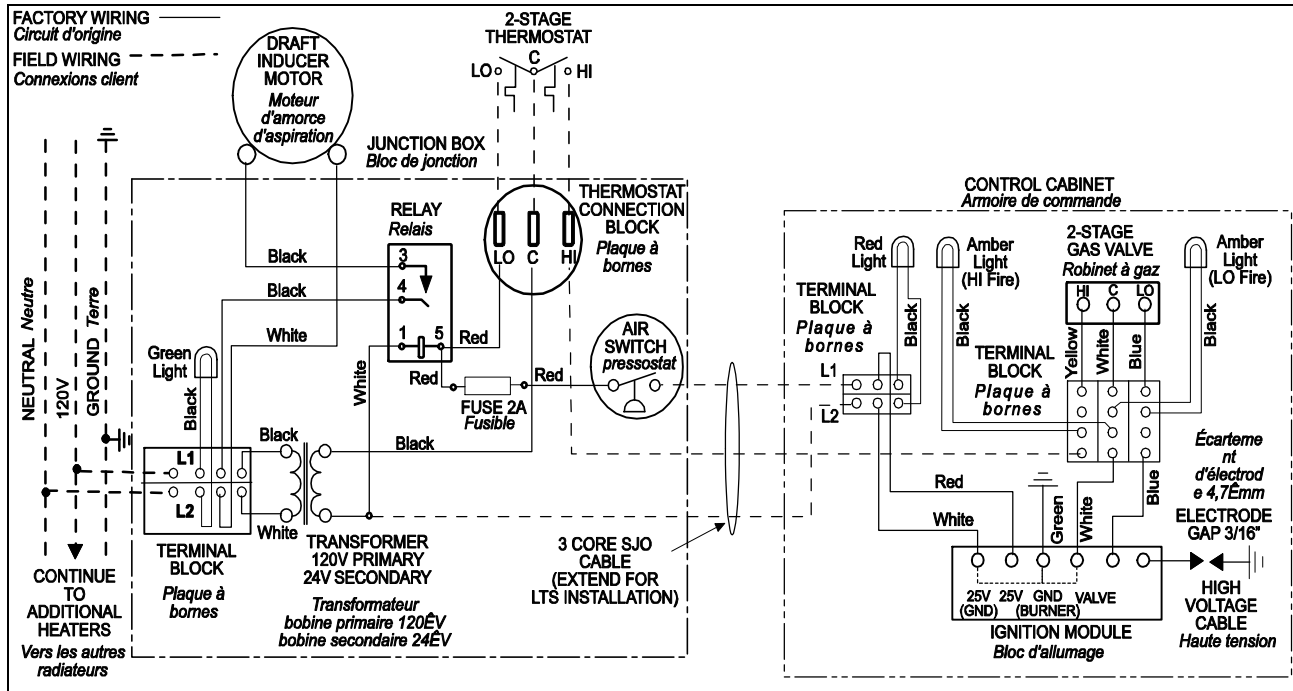 FACTORY WIRING
Circuit d'origine
FIELD WIRING
Connexions client
NEUTRAL Neutre
120V
GROUND Terre
CONTINUE
TO
ADDITIONAL
HEATERS
Vers les autres
radiateurs
DRAFT
INDUCER
MOTOR
Moteur
d'amorce
d'aspiration
2-STAGE
THERMOSTAT
LO
C
HI
JUNCTION BOX
Bloc de jonction
THERMOSTAT
CONNECTION
BLOCK
Plaque à
bornes
LO C HI
RELAY
Relais
3
4
1
5
Black
Black
White
Green
Light
Black
White
Red
Red
Red
FUSE 2A
Fusible
AIR
SWITCH
pressostat
L1
L2
TERMINAL
BLOCK
Plaque à
bornes
Black
White
Black
TRANSFORMER
120V PRIMARY
24V SECONDARY
Transformateur
bobine primaire 120ÊV
bobine secondaire 24ÊV
3 CORE SJO
CABLE
(EXTEND FOR
LTS INSTALLATION)
CONTROL CABINET
Armoire de commande
Red
Light
Black
Amber
Light
(HI Fire)
Black
2-STAGE
GAS VALVE
Robinet à gaz
HI C LO
Yellow
White
Blue
Amber
Light
(LO Fire)
Black
TERMINAL
BLOCK
Plaque à
bornes
L1
L2
TERMINAL
BLOCK
Plaque à
bornes
Red
White
Green
White
Blue
Écarteme
nt
d'électrod
e 4,7Êmm
ELECTRODE
GAP 3/16"
HIGH
VOLTAGE
CABLE
Haute tension
25V
(GND)
25V
GND
(BURNER)
VALVE
IGNITION MODULE
Bloc d'allumage